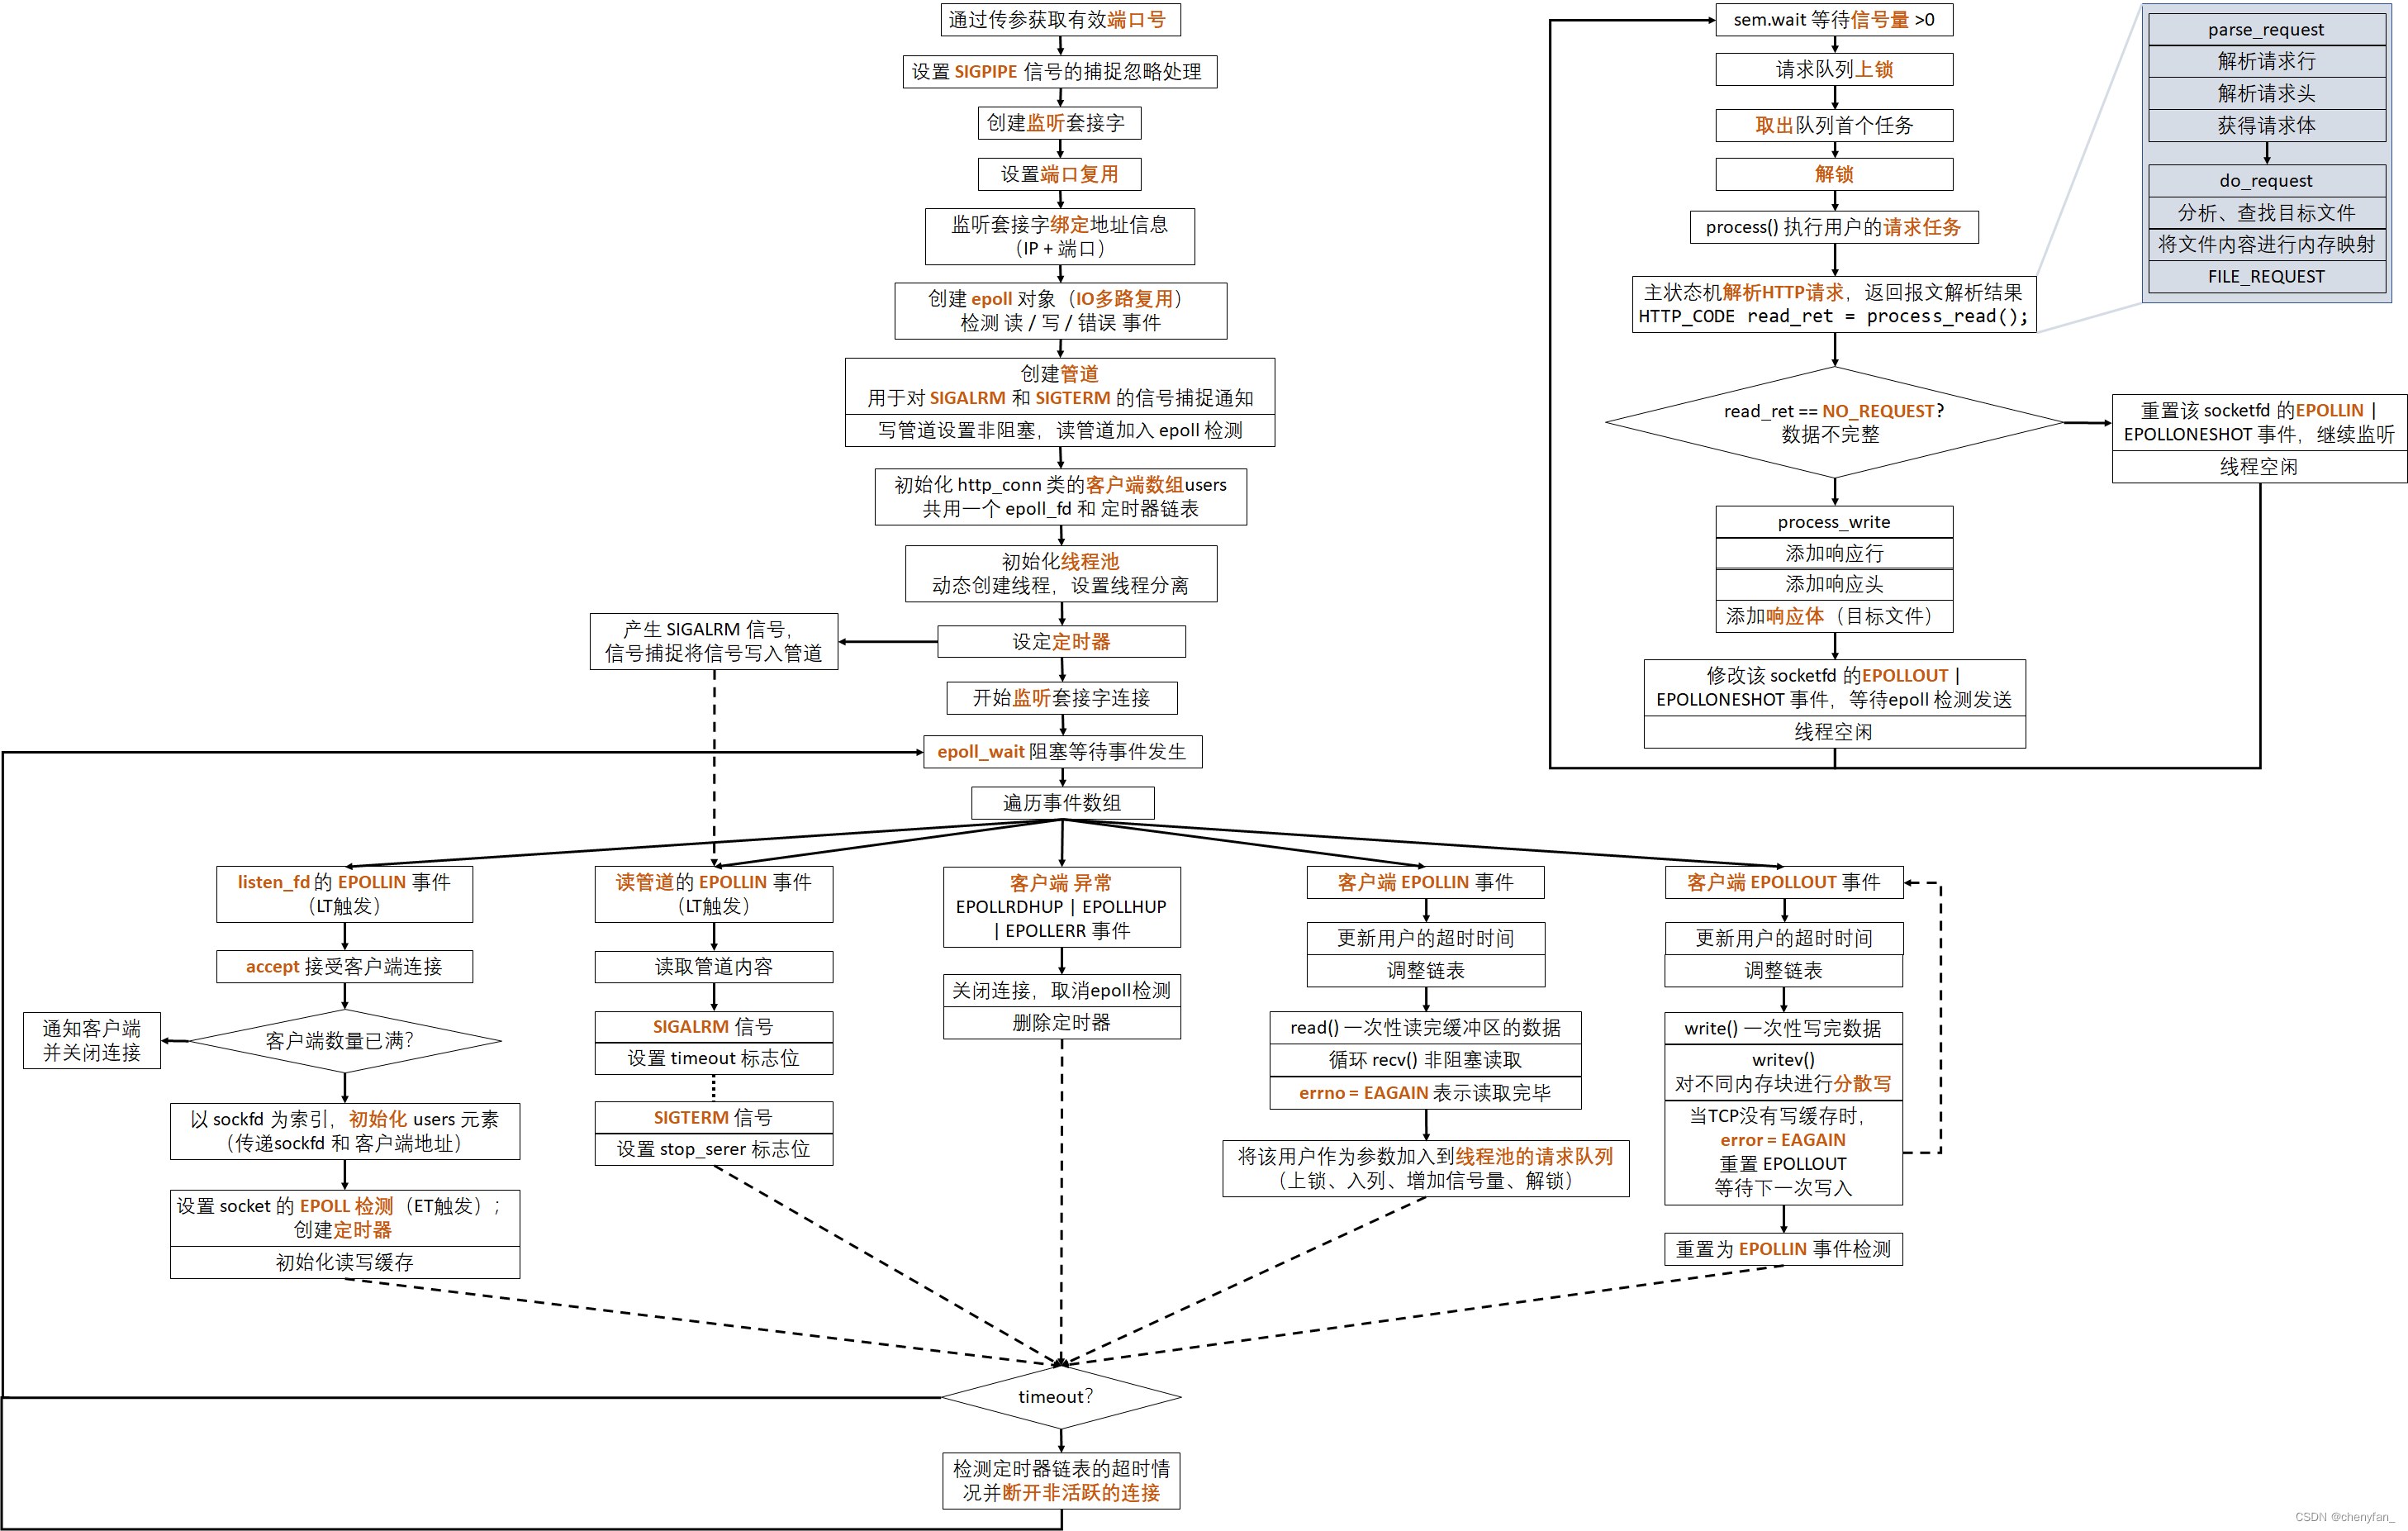 通过传参获取有效端口号
设置 SIGPIPE 信号的捕捉忽略处理
创建监听套接字
设置端口复用
监听套接字绑定地址信息
（IP + 端口）
创建 epoll 对象（IO多路复用）
检测 读 / 写 / 错误 事件
创建管道
用于对 SIGALRM 和 SIGTERM 的信号捕捉通知
写管道设置非阻塞，读管道加入 epoll 检测
初始化 http_conn 类的客户端数组users
共用一个 epoll_fd 和 定时器链表
初始化线程池
动态创建线程，设置线程分离
设定定时器
产生 SIGALRM 信号，
信号捕捉将信号写入管道
开始监听套接字连接
epoll_wait 阻塞等待事件发生
遍历事件数组
listen_fd 的 EPOLLIN 事件
（LT触发）
accept 接受客户端连接
客户端数量已满？
通知客户端
并关闭连接
以 sockfd 为索引，初始化 users 元素
（传递sockfd 和 客户端地址）
设置 socket 的 EPOLL 检测（ET触发）；
创建定时器
初始化读写缓存
读管道的 EPOLLIN 事件
（LT触发）
读取管道内容
SIGALRM 信号
设置 timeout 标志位
SIGTERM 信号
设置 stop_serer 标志位
客户端 异常
EPOLLRDHUP | EPOLLHUP
| EPOLLERR 事件
关闭连接，取消epoll检测
删除定时器
客户端 EPOLLIN 事件
更新用户的超时时间
调整链表
read() 一次性读完缓冲区的数据
循环 recv() 非阻塞读取
errno = EAGAIN 表示读取完毕
将该用户作为参数加入到线程池的请求队列
（上锁、入列、增加信号量、解锁）
客户端 EPOLLOUT 事件
更新用户的超时时间
调整链表
write() 一次性写完数据
writev()
对不同内存块进行分散写
当TCP没有写缓存时，
error = EAGAIN
重置 EPOLLOUT
等待下一次写入
重置为 EPOLLIN 事件检测
timeout？
检测定时器链表的超时情
况并断开非活跃的连接
sem.wait 等待信号量 >0
请求队列上锁
取出队列首个任务
解锁
process() 执行用户的请求任务
主状态机解析HTTP请求，返回报文解析结果
HTTP_CODE read_ret = process_read();
read_ret == NO_REQUEST？
数据不完整
重置该 socketfd 的EPOLLIN |
EPOLLONESHOT 事件，继续监听
线程空闲
process_write
添加响应行
添加响应头
添加响应体（目标文件）
修改该 socketfd 的EPOLLOUT |
EPOLLONESHOT 事件，等待epoll 检测发送
线程空闲
parse_request
解析请求行
解析请求头
获得请求体
do_request
分析、查找目标文件
将文件内容进行内存映射
FILE_REQUEST
CSDN @chenyfan_